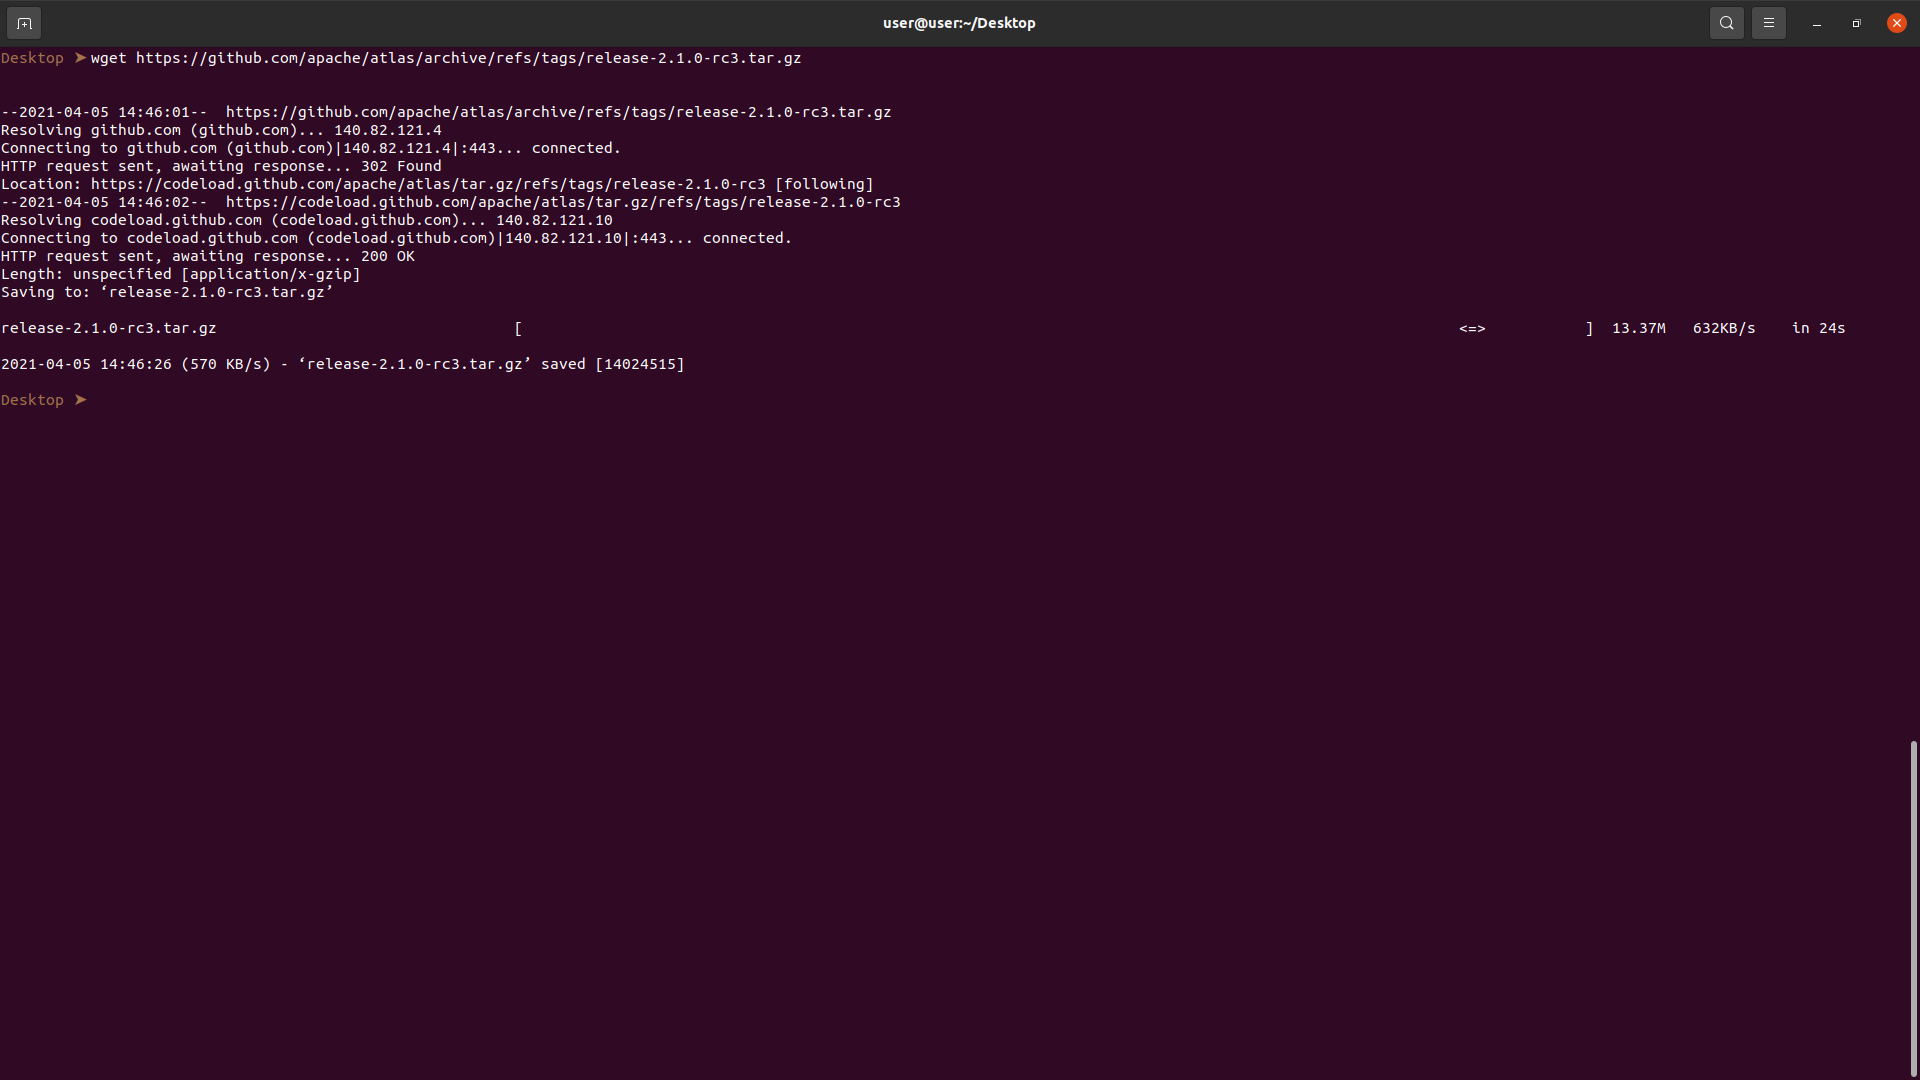 user@user:~/Desktop
Desktop ➤ wget https://github.com/apache/atlas/archive/refs/tags/release-2.1.0-rc3.tar.gz
--2021-04-05 14:46:01--  https://github.com/apache/atlas/archive/refs/tags/release-2.1.0-rc3.tar.gz
Resolving github.com (github.com)... 140.82.121.4
Connecting to github.com (github.com)|140.82.121.4|:443... connected.
HTTP request sent, awaiting response... 302 Found
Location: https://codeload.github.com/apache/atlas/tar.gz/refs/tags/release-2.1.0-rc3 [following]
--2021-04-05 14:46:02--  https://codeload.github.com/apache/atlas/tar.gz/refs/tags/release-2.1.0-rc3
Resolving codeload.github.com (codeload.github.com)... 140.82.121.10
Connecting to codeload.github.com (codeload.github.com)|140.82.121.10|:443... connected.
HTTP request sent, awaiting response... 200 OK
Length: unspecified [application/x-gzip]
Saving to: ‘release-2.1.0-rc3.tar.gz’
release-2.1.0-rc3.tar.gz [ <=> ] 13.37M 632KB/s in 24s
2021-04-05 14:46:26 (570 KB/s) - ‘release-2.1.0-rc3.tar.gz’ saved [14024515]
Desktop ➤